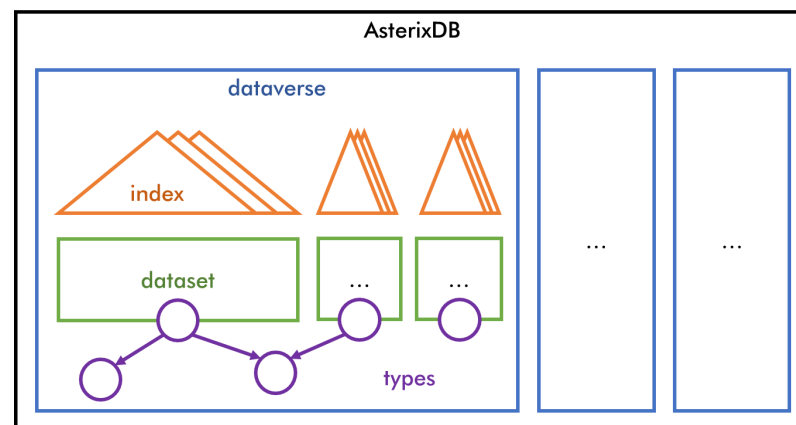 AsterixDB
dataverse
index
dataset
...
...
types
...
...